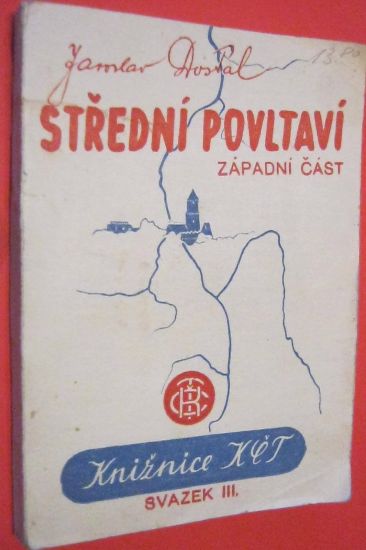 Jaroslav Dostal
13.80
STŘEDNÍ POVLTAVÍ
ZÁPADNÍ ČÁST
Knižnice KČT
SVAZEK III.